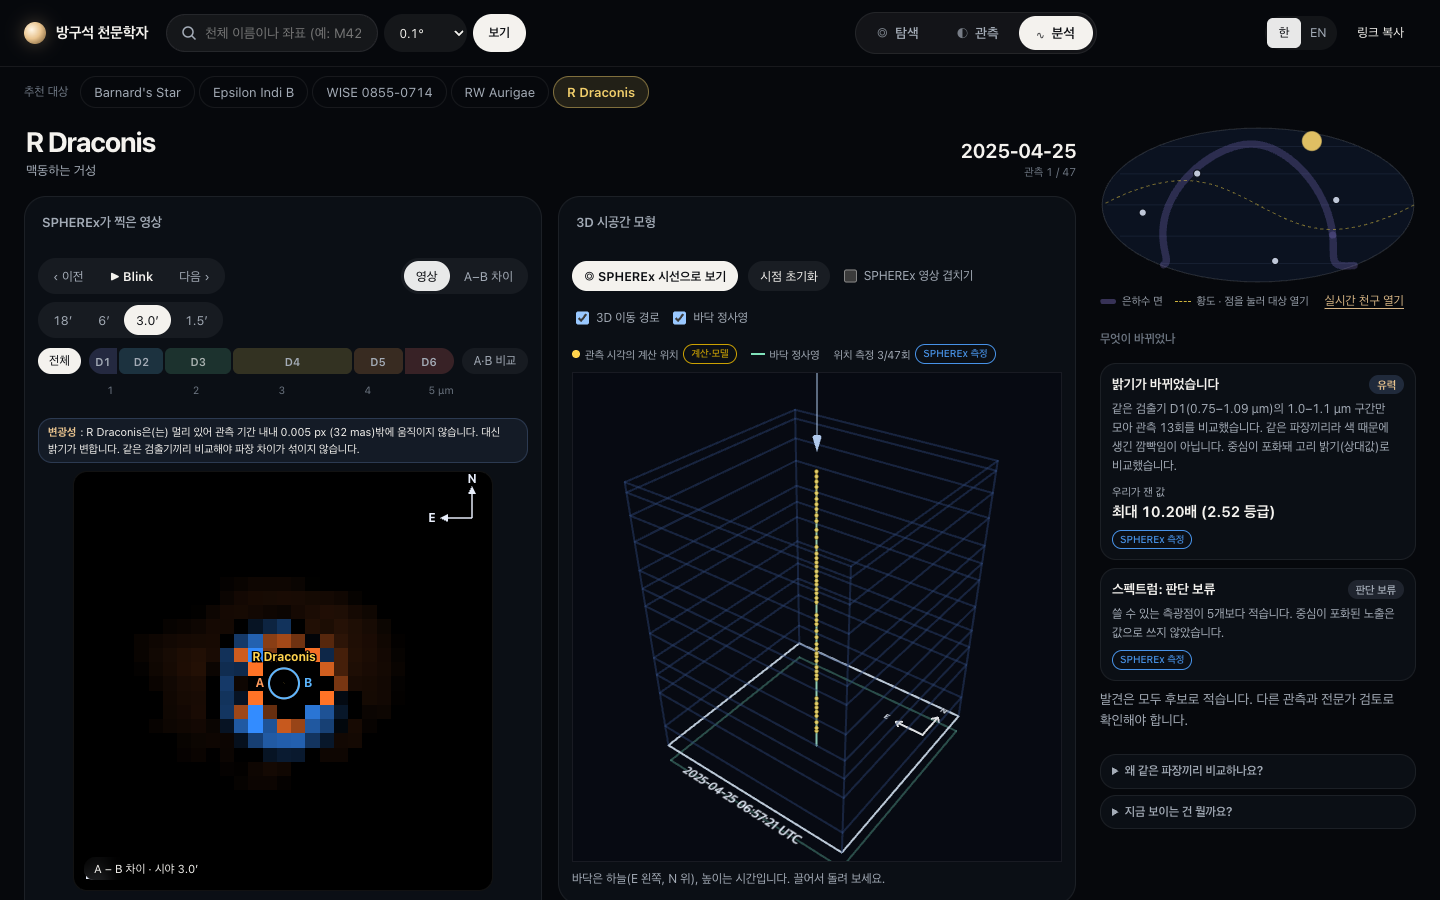 방구석 천문학자
천체 이름이나 좌표 (예: M42
0.1°
보기
탐색
관측
분석
한
EN
링크 복사
추천 대상
Barnard's Star
Epsilon Indi B
WISE 0855-0714
RW Aurigae
R Draconis
R Draconis
맥동하는 거성
2025-04-25
관측 1 / 47
SPHEREx가 찍은 영상
‹ 이전
▶ Blink
다음 ›
영상
A−B 차이
18′
6′
3.0′
1.5′
전체
D1
D2
D3
D4
D5
D6
A·B 비교
1
2
3
4
5 μm
변광성 : R Draconis은(는) 멀리 있어 관측 기간 내내 0.005 px (32 mas)밖에 움직이지 않습니다. 대신
밝기가 변합니다. 같은 검출기끼리 비교해야 파장 차이가 섞이지 않습니다.
N
E
R Draconis
A
B
A − B 차이 · 시야 3.0′
3D 시공간 모형
◎ SPHEREx 시선으로 보기
시점 초기화
SPHEREx 영상 겹치기
3D 이동 경로
바닥 정사영
관측 시각의 계산 위치
계산·모델
바닥 정사영
위치 측정 3/47회
SPHEREx 측정
E
N
2025-04-25 06:57:21 UTC
바닥은 하늘(E 왼쪽, N 위), 높이는 시간입니다. 끌어서 돌려 보세요.
은하수 면
황도 · 점을 눌러 대상 열기
실시간 천구 열기
무엇이 바뀌었나
밝기가 바뀌었습니다
유력
같은 검출기 D1(0.75–1.09 μm)의 1.0–1.1 μm 구간만
모아 관측 13회를 비교했습니다. 같은 파장끼리라 색 때문에
생긴 깜빡임이 아닙니다. 중심이 포화돼 고리 밝기(상대값)로
비교했습니다.
우리가 잰 값
최대 10.20배 (2.52 등급)
SPHEREx 측정
스펙트럼: 판단 보류
판단 보류
쓸 수 있는 측광점이 5개보다 적습니다. 중심이 포화된 노출은
값으로 쓰지 않았습니다.
SPHEREx 측정
발견은 모두 후보로 적습니다. 다른 관측과 전문가 검토로
확인해야 합니다.
▶ 왜 같은 파장끼리 비교하나요?
▶ 지금 보이는 건 뭘까요?